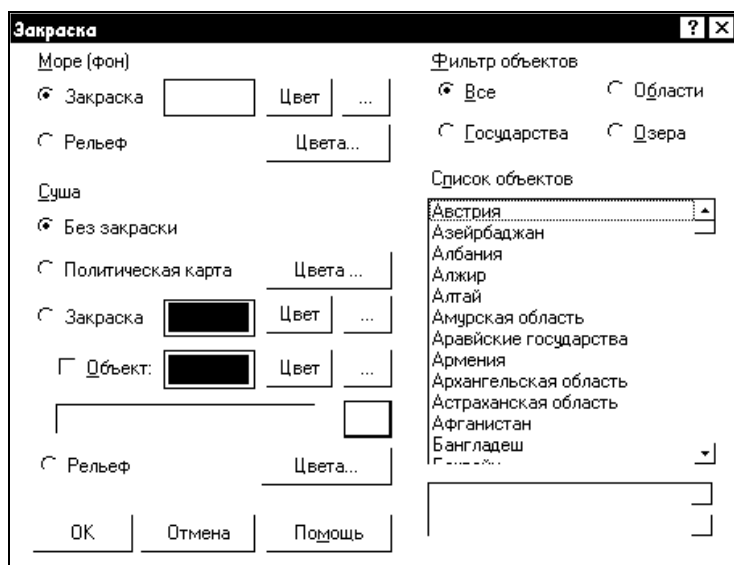 Закраска
Море (фон)
Закраска Цвет ...
Рельеф Цвета...
Суша
Без закраски
Политическая карта Цвета ...
Закраска Цвет ...
Объект: Цвет ...
Рельеф Цвета...
ОК Отмена Помощь
Фильтр объектов
Все Области
Государства Озера
Список объектов
Австрия
Азейрбаджан
Албания
Алжир
Алтай
Амурская область
Аравйские государства
Армения
Архангельская область
Астраханская область
Афганистан
Бангладеш